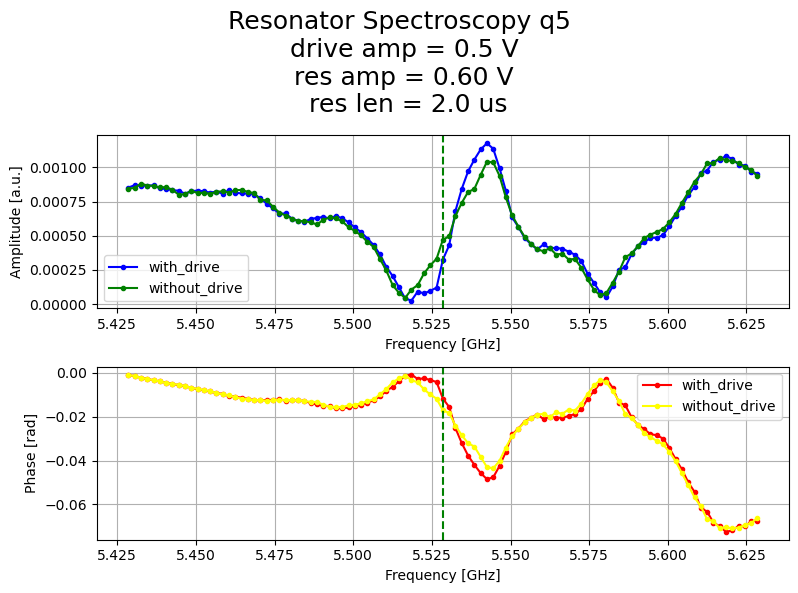 Resonator Spectroscopy q5
drive amp = 0.5 V
res amp = 0.60 V
res len = 2.0 us
Amplitude [a.u.]
0.00100
0.00075
0.00050
0.00025
0.00000
with_drive
without_drive
5.425 5.450 5.475 5.500 5.525 5.550 5.575 5.600 5.625
Frequency [GHz]
Phase [rad]
0.00
−0.02
−0.04
−0.06
with_drive
without_drive
5.425 5.450 5.475 5.500 5.525 5.550 5.575 5.600 5.625
Frequency [GHz]